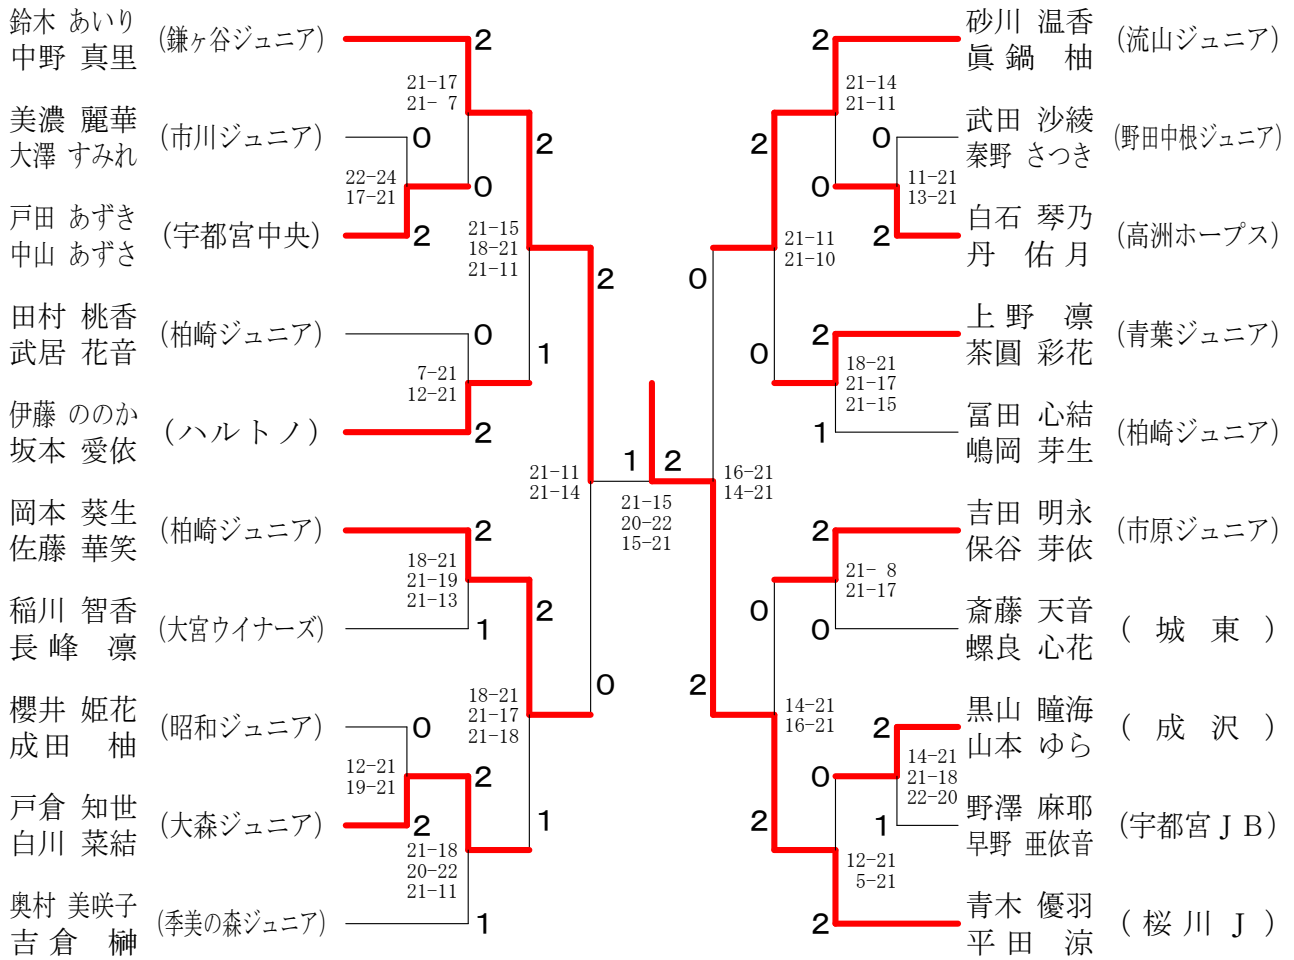 鈴木 あいり
中野 真里
(鎌ヶ谷ジュニア)
2
21-17
21- 7
美濃 麗華
大澤 すみれ
(市川ジュニア)
0
22-24
17-21
0
戸田 あずき
中山 あずさ
(宇都宮中央)
2
2
21-15
18-21
21-11
田村 桃香
武居 花音
(柏崎ジュニア)
0
7-21
12-21
1
伊藤 ののか
坂本 愛依
(ハルトノ)
2
2
21-11
21-14
岡本 葵生
佐藤 華笑
(柏崎ジュニア)
2
18-21
21-19
21-13
稲川 智香
長峰 凛
(大宮ウイナーズ)
1
2
18-21
21-17
21-18
0
櫻井 姫花
成田 柚
(昭和ジュニア)
0
12-21
19-21
2
戸倉 知世
白川 菜結
(大森ジュニア)
2
21-18
20-22
21-11
1
奥村 美咲子
吉倉 榊
(季美の森ジュニア)
1
1
2
21-15
20-22
15-21
2
砂川 温香
眞鍋 柚
(流山ジュニア)
21-14
21-11
2
0
武田 沙綾
秦野 さつき
(野田中根ジュニア)
0
11-21
13-21
2
白石 琴乃
丹 佑月
(高洲ホープス)
21-11
21-10
0
2
上野 凛
茶圓 彩花
(青葉ジュニア)
0
18-21
21-17
21-15
1
冨田 心結
嶋岡 芽生
(柏崎ジュニア)
16-21
14-21
2
吉田 明永
保谷 芽依
(市原ジュニア)
21- 8
21-17
0
0
斎藤 天音
螺良 心花
(城東)
2
14-21
16-21
2
黒山 瞳海
山本 ゆら
(成沢)
0
14-21
21-18
22-20
1
野澤 麻耶
早野 亜依音
(宇都宮ＪＢ)
2
12-21
5-21
2
青木 優羽
平田 涼
(桜川Ｊ)